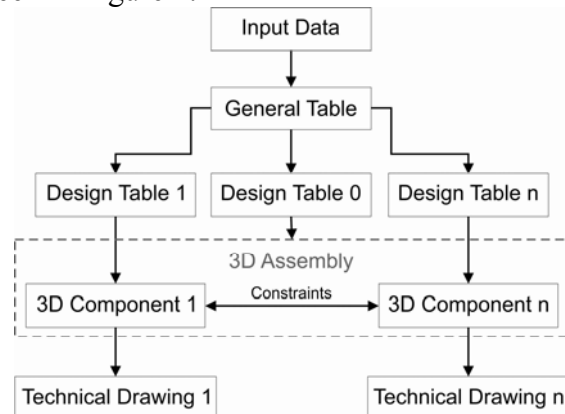 Input Data
General Table
Design Table 1
Design Table 0
Design Table n
3D Assembly
Constraints
3D Component 1
3D Component n
Technical Drawing 1
Technical Drawing n